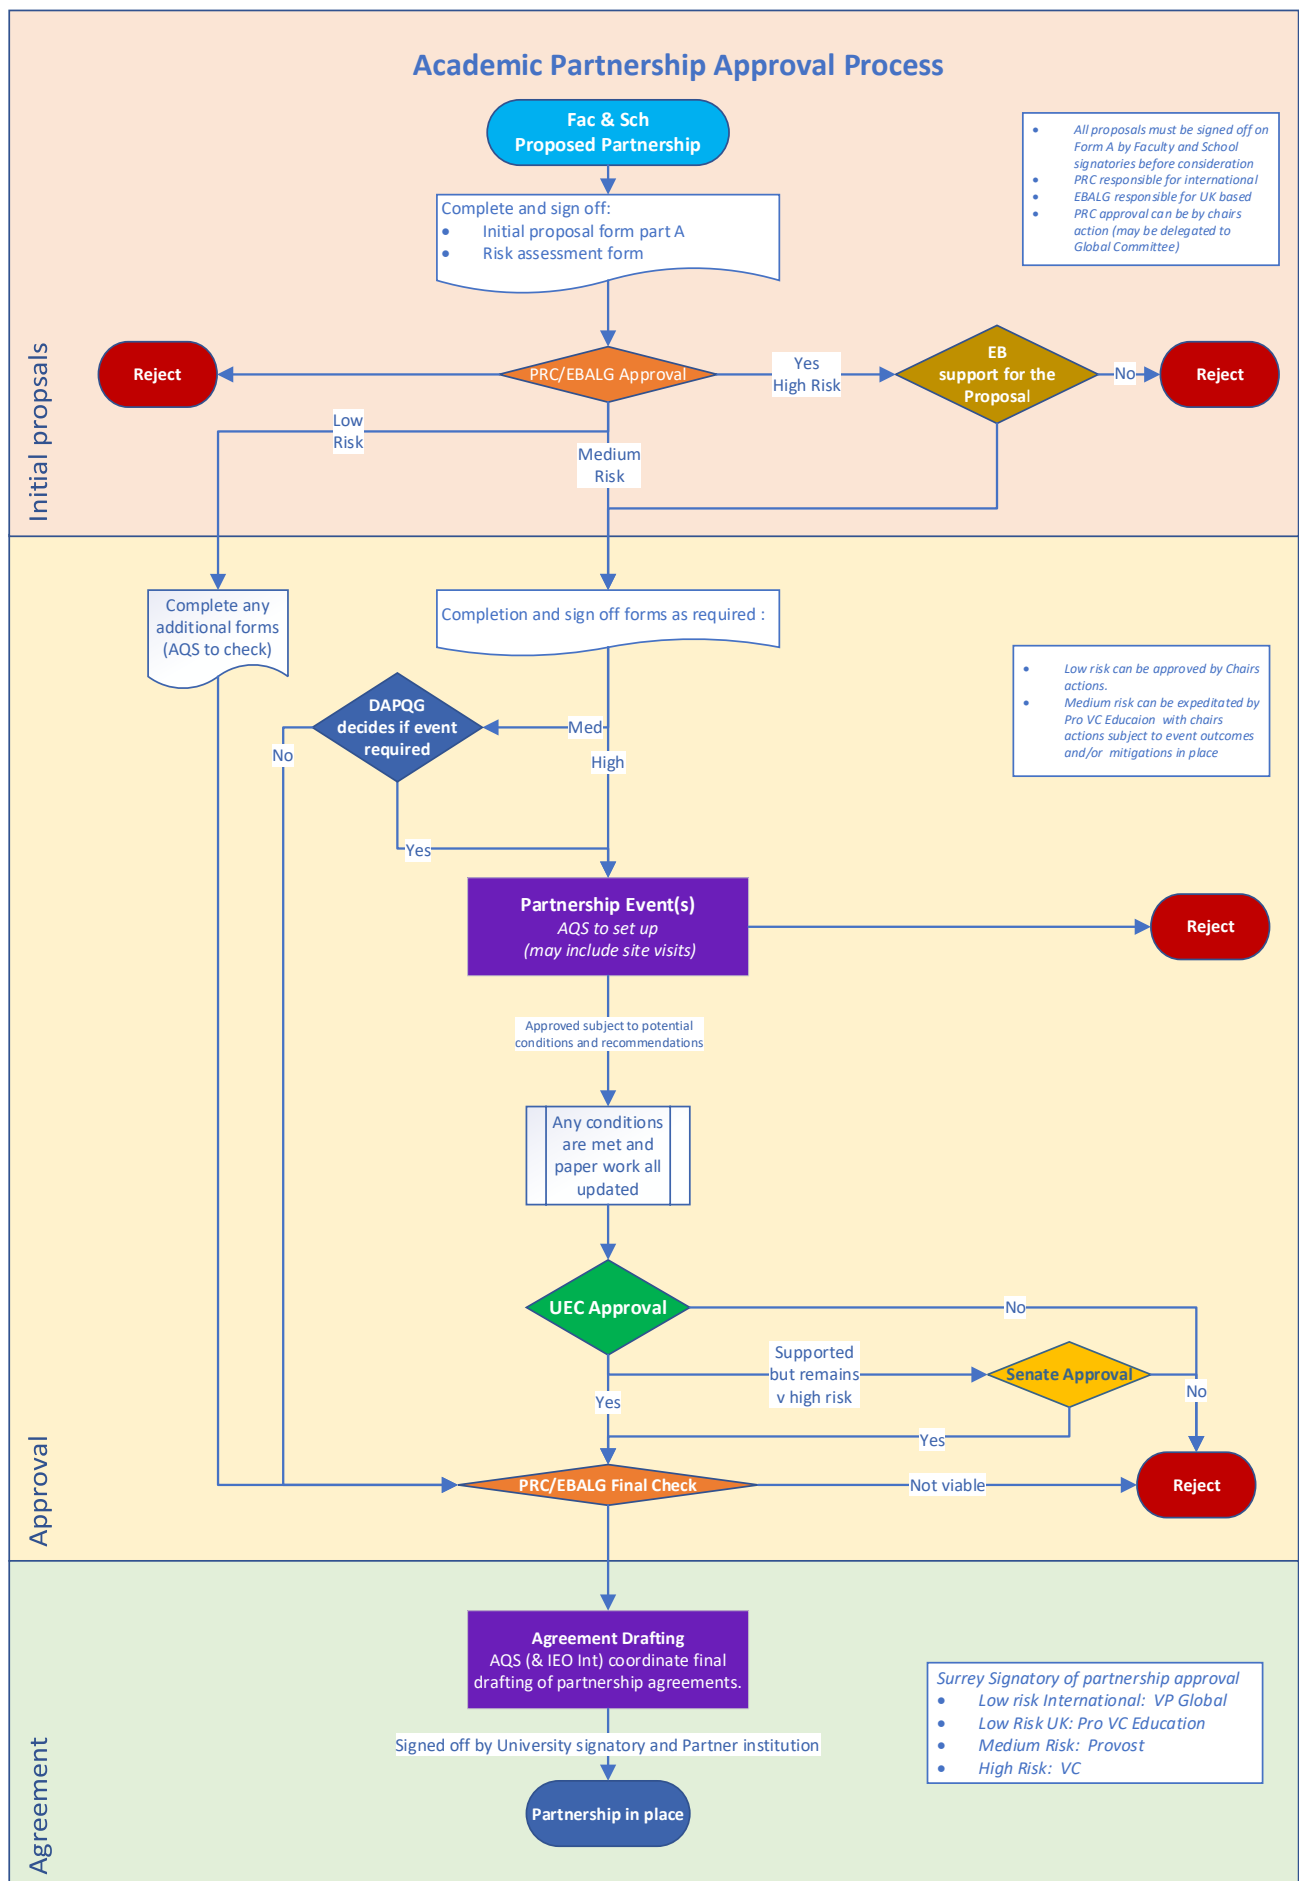 Academic Partnership Approval Process
Fac & Sch
Proposed Partnership
• All proposals must be signed off on
Form A by Faculty and School
signatories before consideration
• PRC responsible for international
• EBALG responsible for UK based
• PRC approval can be by chairs
action (may be delegated to
Global Committee)
Complete and sign off:
• Initial proposal form part A
• Risk assessment form
Initial propsals
Reject
PRC/EBALG Approval
Yes
High Risk
EB
support for the
Proposal
No
Reject
Low
Risk
Medium
Risk
Complete any
additional forms
(AQS to check)
Completion and sign off forms as required :
• Low risk can be approved by Chairs
actions.
• Medium risk can be expeditated by
Pro VC Educaion with chairs
actions subject to event outcomes
and/or mitigations in place
DAPQG
decides if event
required
Med
No
High
Yes
Partnership Event(s)
AQS to set up
(may include site visits)
Reject
Approved subject to potential
conditions and recommendations
Any conditions
are met and
paper work all
updated
UEC Approval
No
Supported
but remains
v high risk
Senate Approval
No
Yes
Yes
Approval
PRC/EBALG Final Check
Not viable
Reject
Agreement Drafting
AQS (& IEO Int) coordinate final
drafting of partnership agreements.
Surrey Signatory of partnership approval
• Low risk International: VP Global
• Low Risk UK: Pro VC Education
• Medium Risk: Provost
• High Risk: VC
Signed off by University signatory and Partner institution
Agreement
Partnership in place